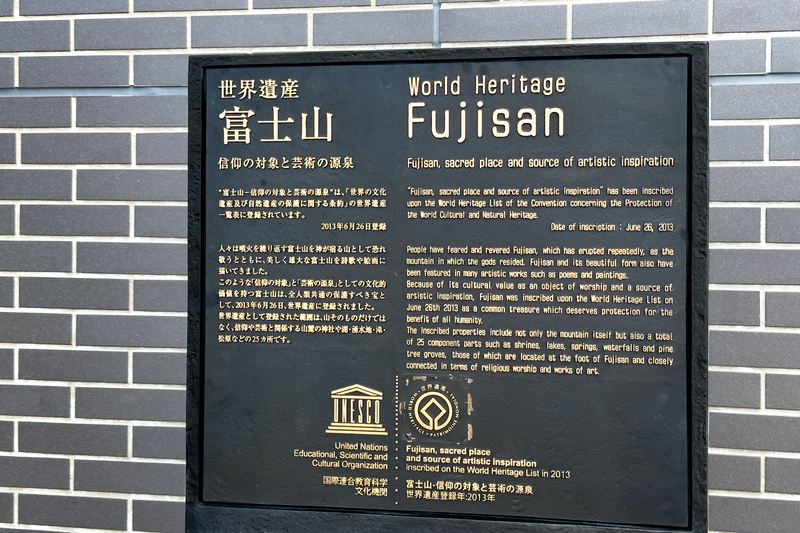 世界遺産
富士山
信仰の対象と芸術の源泉
"富士山-信仰の対象と芸術の源泉"は、「世界の文化
遺産及び自然遺産の保護に関する条約」の世界遺産
一覧表に登録されています。
2013年6月26日登録
人々は噴火を繰り返す富士山を神が宿る山として恐れ
敬うとともに、美しく雄大な富士山を詩歌や絵画に
描いてきました。
このような「信仰の対象」と「芸術の源泉」としての文化的
価値を持つ富士山は、全人類共通の保護すべき宝と
して、2013年6月26日、世界遺産に登録されました。
世界遺産として登録された範囲は、山そのものだけでは
なく、信仰や芸術と関係する山麓の神社や湖・湧水地・滝・
松原などの25カ所です。
World Heritage
Fujisan
Fujisan, sacred place and source of artistic inspiration
"Fujisan, sacred place and source of artistic inspiration" has been inscribed
upon the World Heritage List of the Convention concerning the Protection of
the World Cultural and Natural Heritage.
Date of inscription : June 26, 2013
People have feared and revered Fujisan, which has erupted repeatedly, as the
mountain in which the gods resided. Fujisan and its beautiful form also have
been featured in many artistic works such as poems and paintings.
Because of its cultural value as an object of worship and a source of
artistic inspiration, Fujisan was inscribed upon the World Heritage List on
June 26th 2013 as a common treasure which deserves protection for the
benefit of all humanity.
The inscribed properties include not only the mountain itself but also a total
of 25 component parts such as shrines, lakes, springs, waterfalls and pine
tree groves, those of which are located at the foot of Fujisan and closely
connected in terms of religious worship and works of art.
UNESCO
United Nations
Educational, Scientific and
Cultural Organization
国際連合教育科学
文化機関
世界遺産
WORLD HERITAGE
PATRIMOINE MONDIAL
Fujisan, sacred place
and source of artistic inspiration
inscribed on the World Heritage List in 2013
富士山-信仰の対象と芸術の源泉
世界遺産登録年:2013年